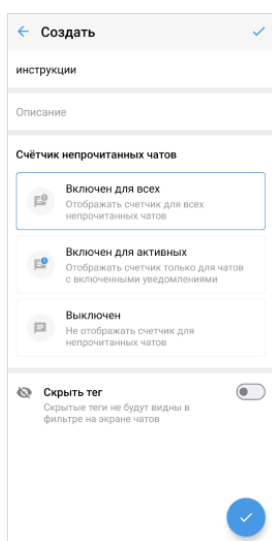 Создать
инструкции
Описание
Счётчик непрочитанных чатов
Включен для всех
Отображать счетчик для всех
непрочитанных чатов
Включен для активных
Отображать счетчик только для чатов
с включенными уведомлениями
Выключен
Не отображать счетчик для
непрочитанных чатов
Скрыть тег
Скрытые теги не будут видны в
фильтре на экране чатов